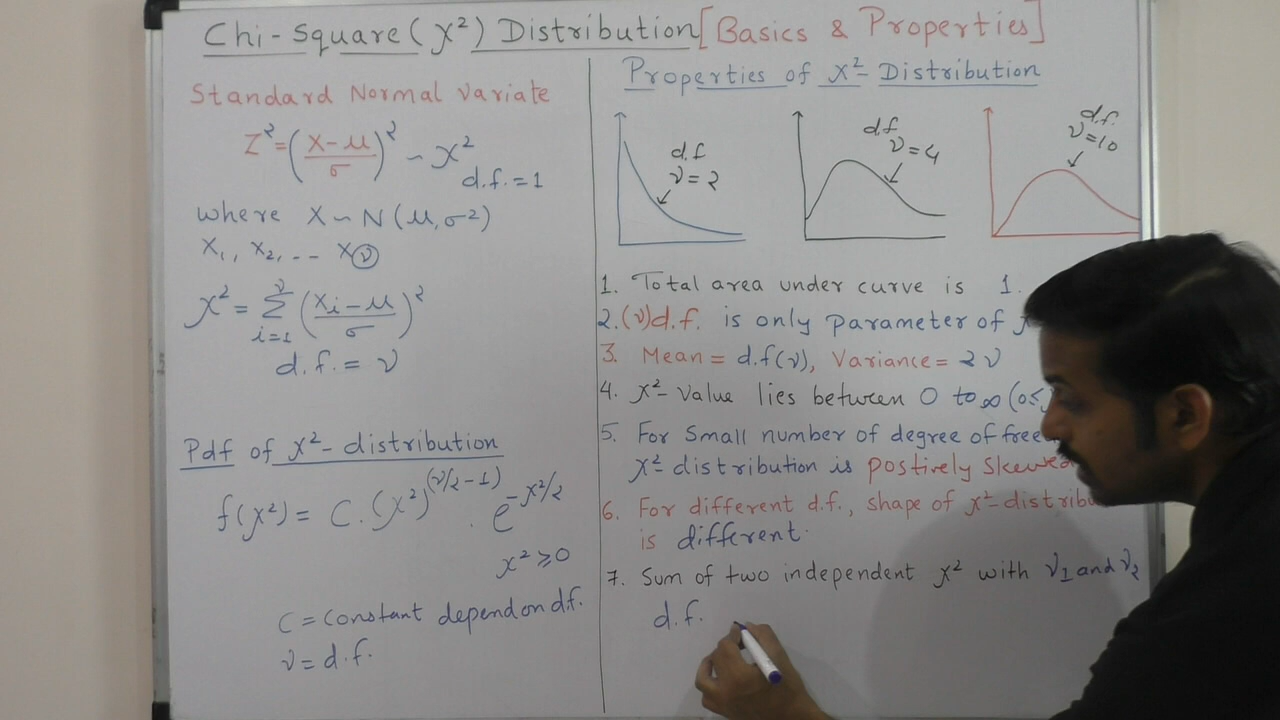 Chi-Square (χ²) Distribution [Basics & Properties]
Standard Normal Variate
Z² = (X-μ/σ)² ~ χ²
d.f. = 1
where X ~ N(μ, σ²)
X₁, X₂, .-- Xν
χ² = Σ (Xi-μ/σ)²
ν
i=1
d.f. = ν
Pdf of χ²- distribution
f(χ²) = C. (χ²)^(ν/2 - 1) . e^-χ²/2
χ² ≥ 0
C = Constant depend on d.f.
ν = d.f.
Properties of χ²- Distribution
d.f
ν = 2
d.f
ν = 4
d.f.
ν = 10
1. Total area under curve is 1.
2. (ν) d.f. is only parameter of
3. Mean = d.f(ν), Variance = 2ν
4. χ²- Value lies between 0 to ∞ (0≤
5. For Small number of degree of
χ²- distribution is postively Skewed
6. For different d.f., shape of χ²-
is different.
7. Sum of two independent χ² with ν₁ and ν₂
d.f.